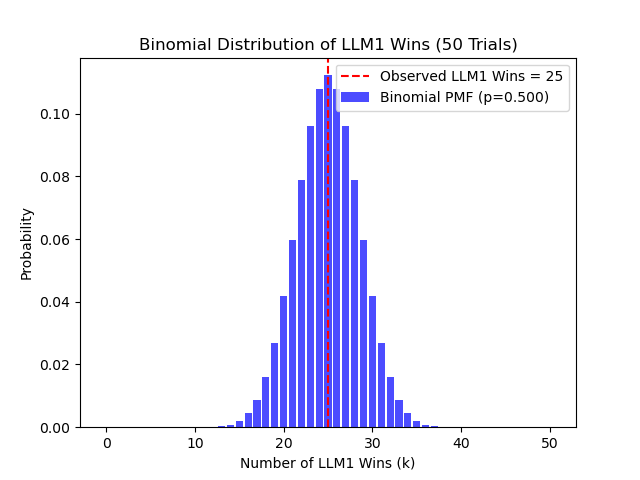 Binomial Distribution of LLM1 Wins (50 Trials)
Observed LLM1 Wins = 25
Binomial PMF (p=0.500)
Probability
0.10
0.08
0.06
0.04
0.02
0.00
0 10 20 30 40 50
Number of LLM1 Wins (k)